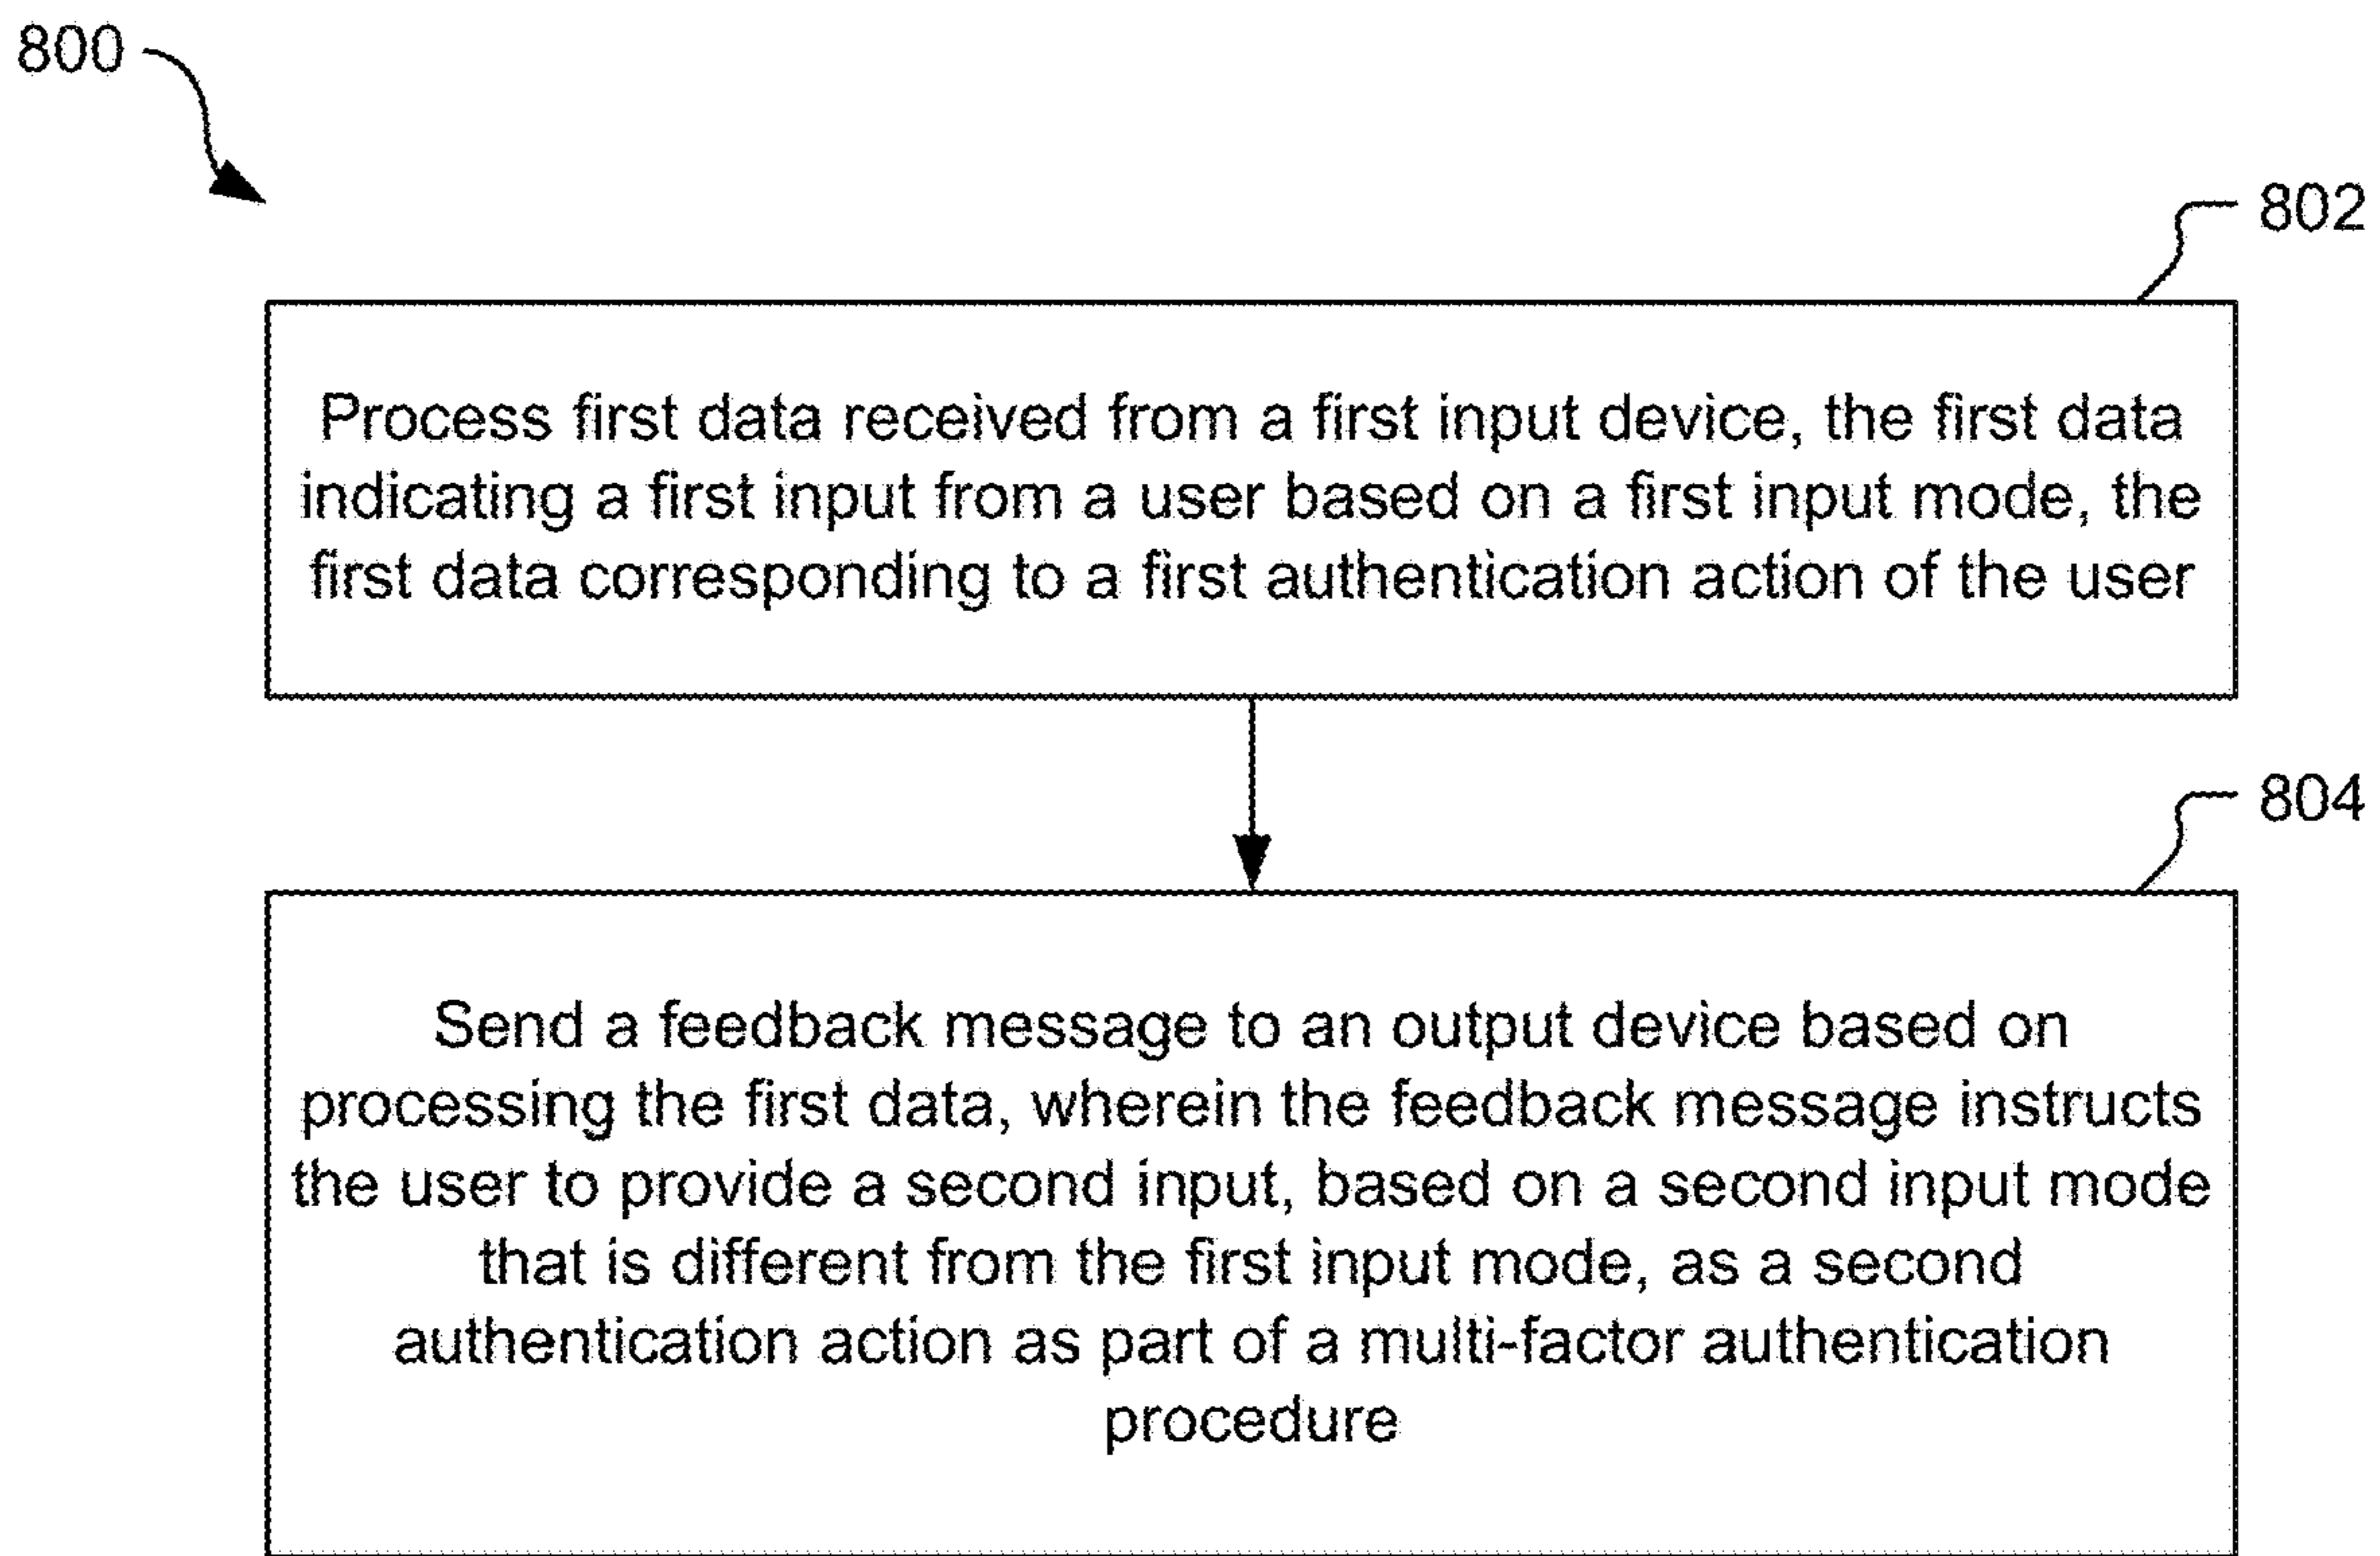 800
802
Process first data received from a first input device, the first data
indicating a first input from a user based on a first input mode, the
first data corresponding to a first authentication action of the user
804
Send a feedback message to an output device based on
processing the first data, wherein the feedback message instructs
the user to provide a second input, based on a second input mode
that is different from the first input mode, as a second
authentication action as part of a multi-factor authentication
procedure